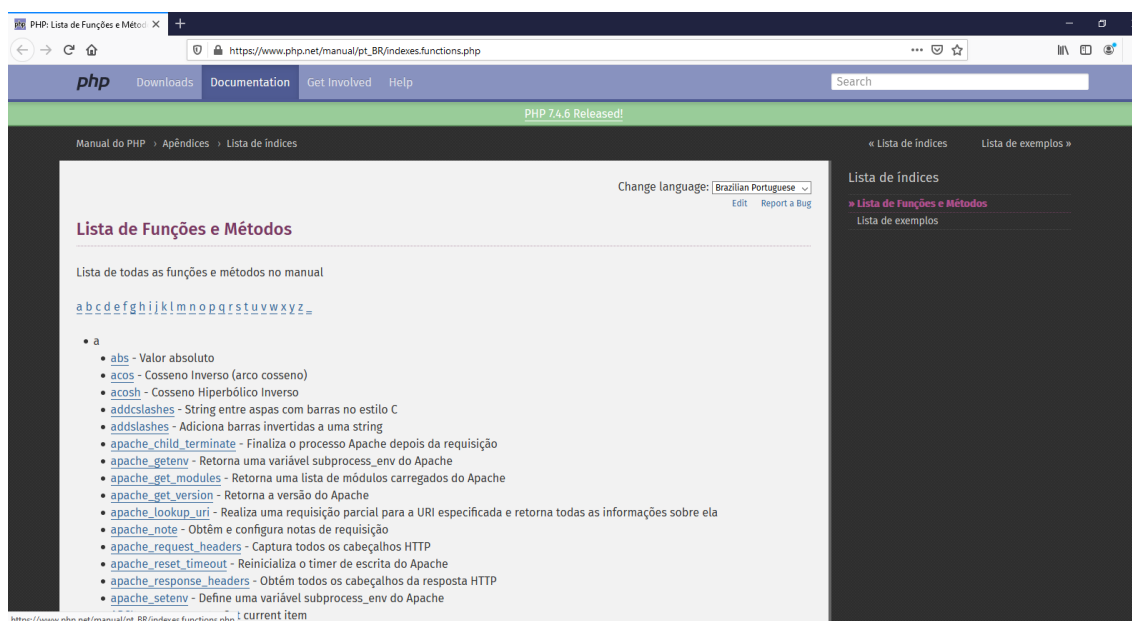 PHP: Lista de Funções e Métod
https://www.php.net/manual/pt_BR/indexes.functions.php
php Downloads Documentation Get Involved Help Search
PHP 7.4.6 Released!
Manual do PHP › Apêndices › Lista de índices « Lista de índices Lista de exemplos »
Change language: Brazilian Portuguese
Edit Report a Bug
Lista de Funções e Métodos
Lista de todas as funções e métodos no manual
a b c d e f g h i j k l m n o p q r s t u v w x y z _
• a
• abs - Valor absoluto
• acos - Cosseno Inverso (arco cosseno)
• acosh - Cosseno Hiperbólico Inverso
• addcslashes - String entre aspas com barras no estilo C
• addslashes - Adiciona barras invertidas a uma string
• apache_child_terminate - Finaliza o processo Apache depois da requisição
• apache_getenv - Retorna uma variável subprocess_env do Apache
• apache_get_modules - Retorna uma lista de módulos carregados do Apache
• apache_get_version - Retorna a versão do Apache
• apache_lookup_uri - Realiza uma requisição parcial para a URI especificada e retorna todas as informações sobre ela
• apache_note - Obtêm e configura notas de requisição
• apache_request_headers - Captura todos os cabeçalhos HTTP
• apache_reset_timeout - Reinicializa o timer de escrita do Apache
• apache_response_headers - Obtém todos os cabeçalhos da resposta HTTP
• apache_setenv - Define uma variável subprocess_env do Apache
t current item
https://www.php.net/manual/pt_BR/indexes.functions.php
Lista de índices
» Lista de Funções e Métodos
Lista de exemplos